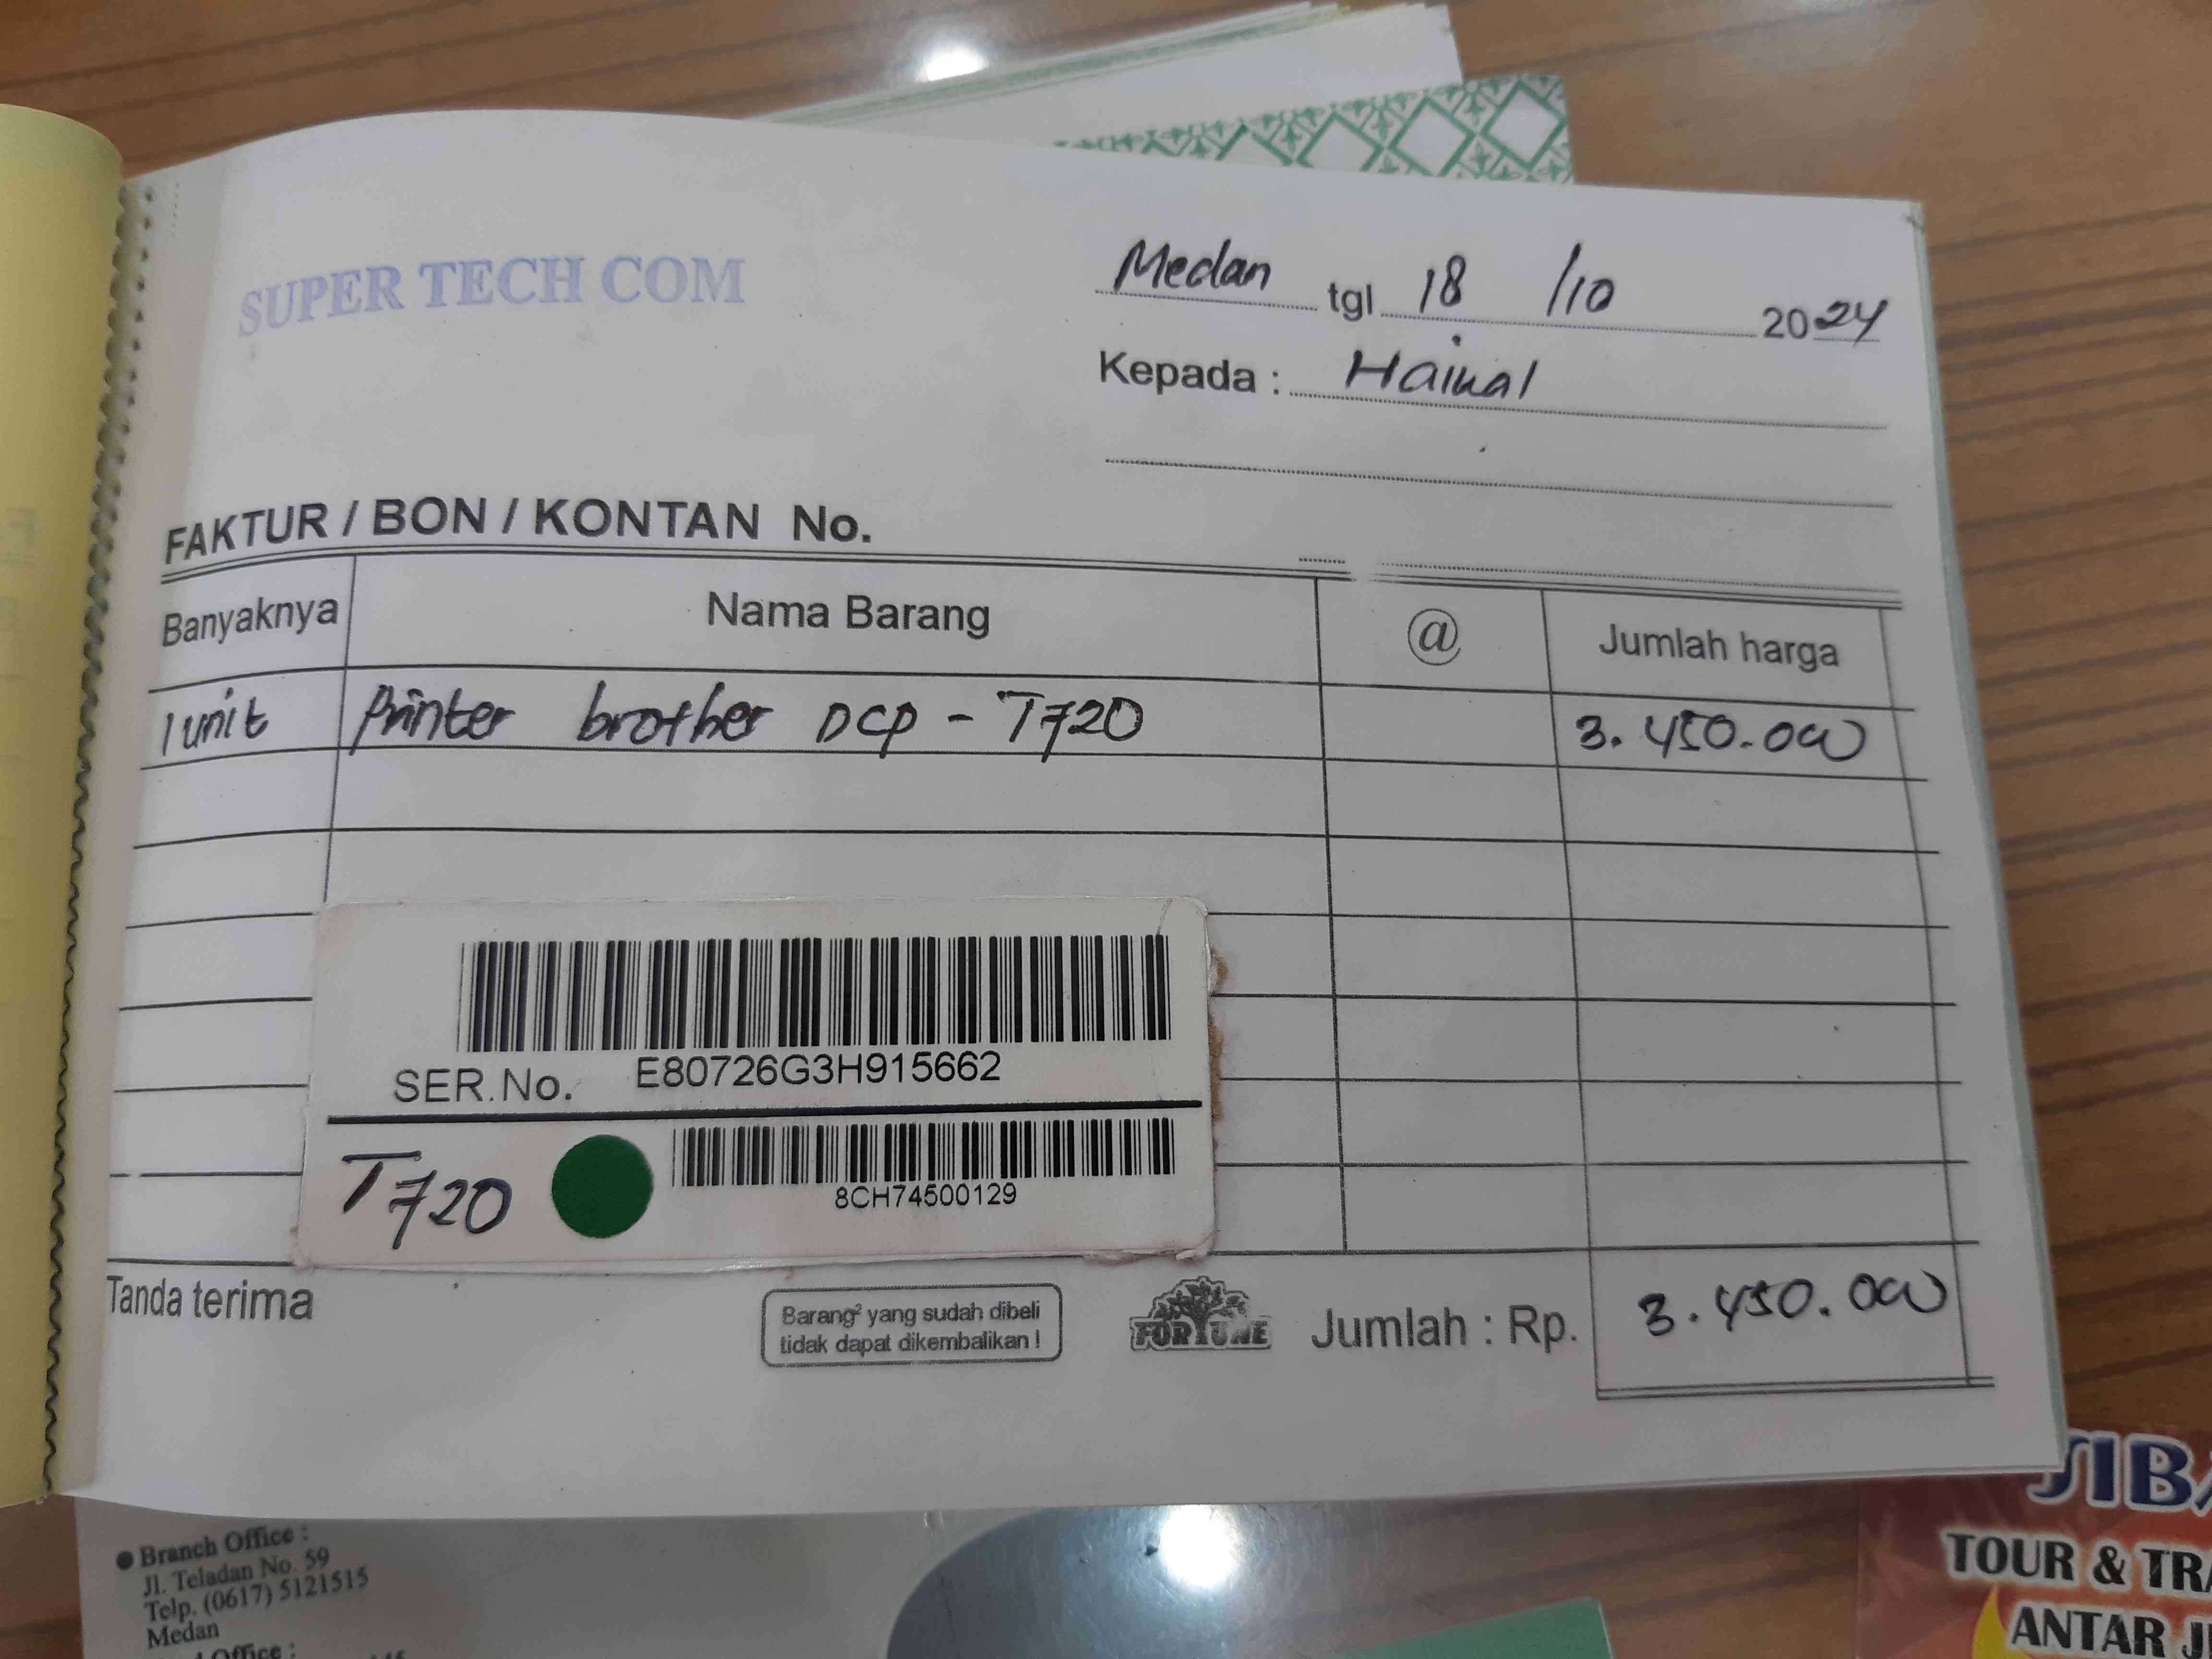 SUPER TECH COM
Medan tgl 18 /10 2024
Kepada : Haikal
FAKTUR / BON / KONTAN No.
Banyaknya Nama Barang @ Jumlah harga
1 unit Printer brother DCP - T720 3.450.000
SER.No. E80726G3H915662
T720 8CH74500129
Tanda terima
Barang² yang sudah dibeli
tidak dapat dikembalikan !
FORTUNE
Jumlah : Rp. 3.450.000
Branch Office :
Jl. Teladan No. 59
Telp. (0617) 5121515
Medan
TOUR &
ANTAR